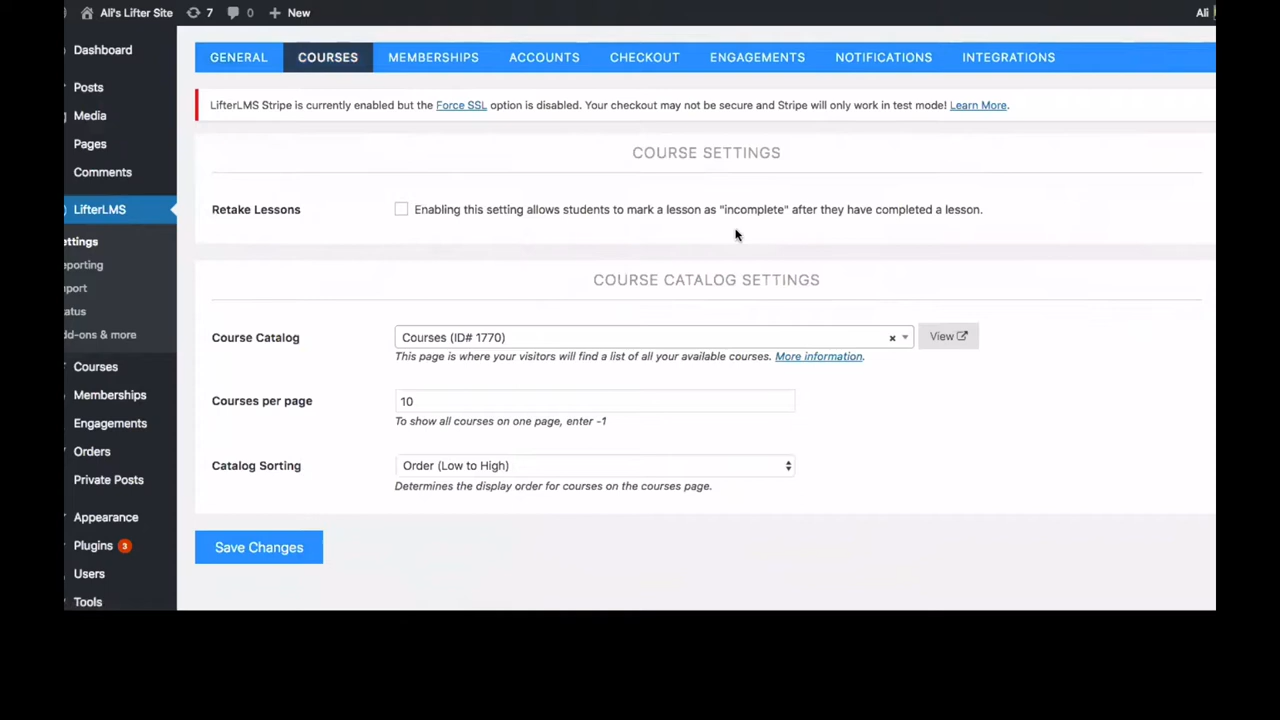 Ali's Lifter Site 7 0 New Ali
Dashboard
Posts
Media
Pages
Comments
LifterLMS
ettings
eporting
port
tatus
dd-ons & more
Courses
Memberships
Engagements
Orders
Private Posts
Appearance
Plugins 3
Users
Tools
GENERAL COURSES MEMBERSHIPS ACCOUNTS CHECKOUT ENGAGEMENTS NOTIFICATIONS INTEGRATIONS
LifterLMS Stripe is currently enabled but the Force SSL option is disabled. Your checkout may not be secure and Stripe will only work in test mode! Learn More.
COURSE SETTINGS
Retake Lessons Enabling this setting allows students to mark a lesson as "incomplete" after they have completed a lesson.
COURSE CATALOG SETTINGS
Course Catalog Courses (ID# 1770) × View
This page is where your visitors will find a list of all your available courses. More information.
Courses per page 10
To show all courses on one page, enter -1
Catalog Sorting Order (Low to High)
Determines the display order for courses on the courses page.
Save Changes